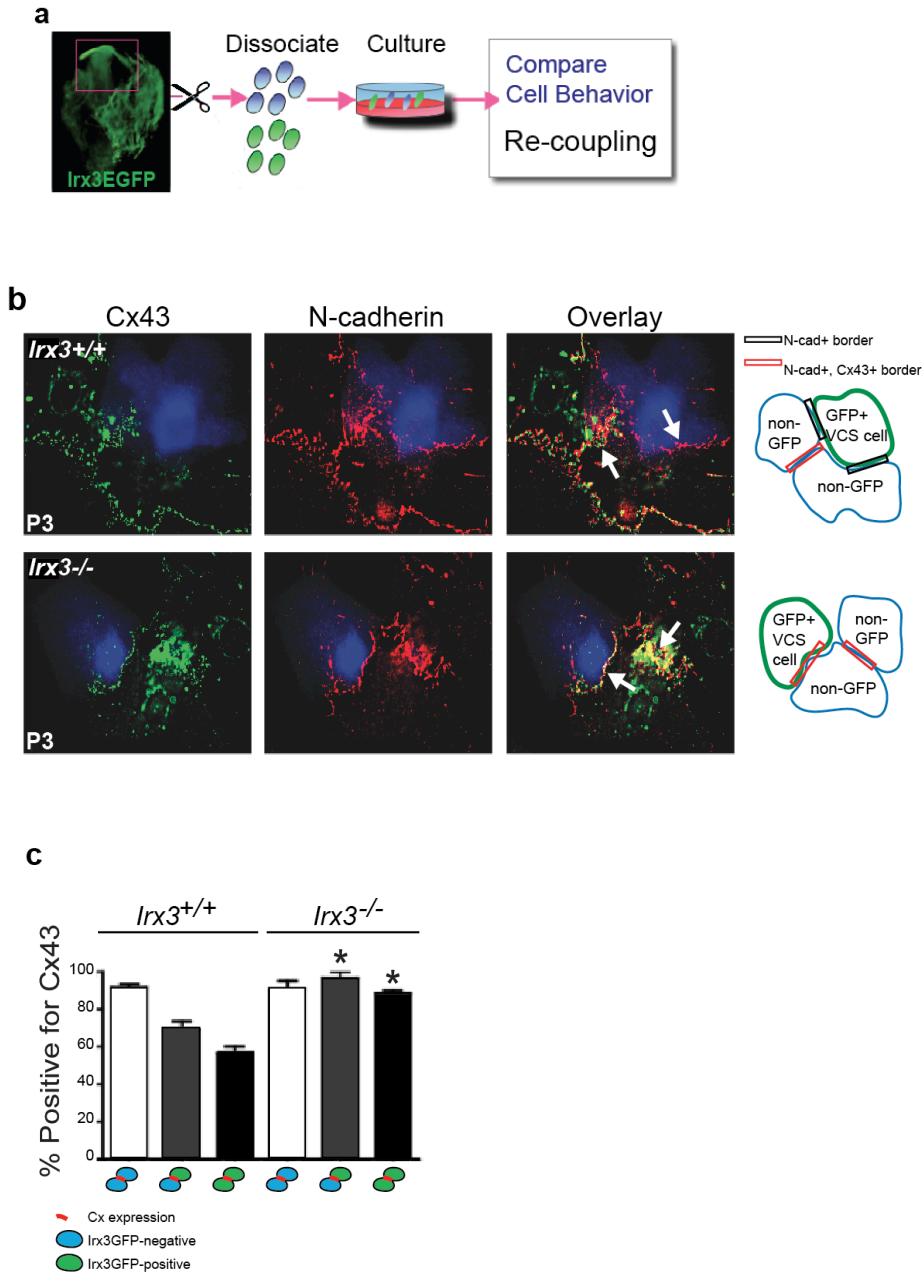 a
Dissociate
Culture
Compare
Cell Behavior
Re-coupling
Irx3EGFP
b
Cx43
N-cadherin
Overlay
Irx3+/+
P3
N-cad+ border
N-cad+, Cx43+ border
non-
GFP
GFP+
VCS cell
non-GFP
Irx3-/-
P3
GFP+
VCS
cell
non-
GFP
non-GFP
c
Irx3+/+
Irx3-/-
% Positive for Cx43
100
80
60
40
20
0
*
*
Cx expression
Irx3GFP-negative
Irx3GFP-positive